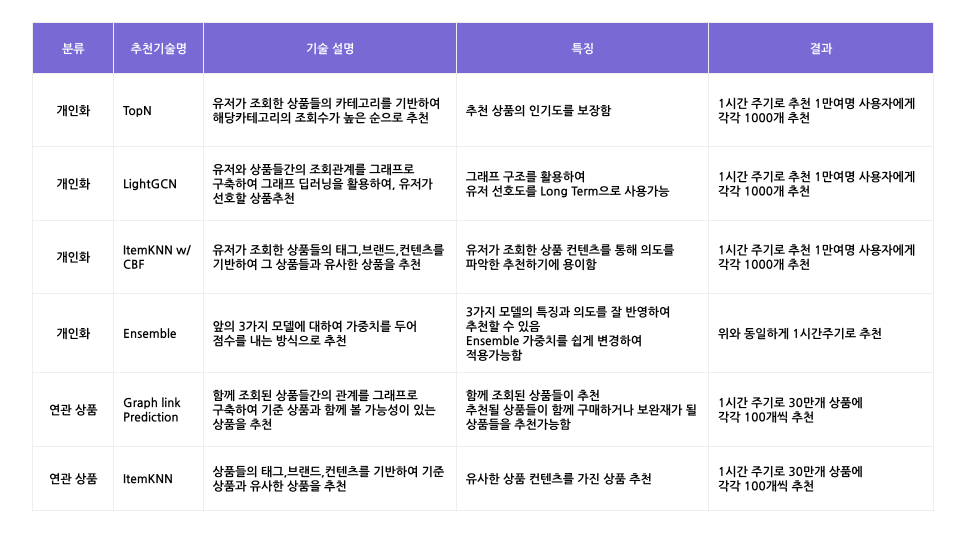 분류
추천기술명
기술 설명
특징
결과
개인화
TopN
유저가 조회한 상품들의 카테고리를 기반하여
해당카테고리의 조회수가 높은 순으로 추천
추천 상품의 인기도를 보장함
1시간 주기로 추천 1만여명 사용자에게
각각 1000개 추천
개인화
LightGCN
유저와 상품들간의 조회관계를 그래프로
구축하여 그래프 딥러닝을 활용하여, 유저가
선호할 상품추천
그래프 구조를 활용하여
유저 선호도를 Long Term으로 사용가능
1시간 주기로 추천 1만여명 사용자에게
각각 1000개 추천
개인화
ItemKNN w/
CBF
유저가 조회한 상품들의 태그,브랜드,컨텐츠를
기반하여 그 상품들과 유사한 상품을 추천
유저가 조회한 상품 컨텐츠를 통해 의도를
파악한 추천하기에 용이함
1시간 주기로 추천 1만여명 사용자에게
각각 1000개 추천
개인화
Ensemble
앞의 3가지 모델에 대하여 가중치를 두어
점수를 내는 방식으로 추천
3가지 모델의 특징과 의도를 잘 반영하여
추천할 수 있음
Ensemble 가중치를 쉽게 변경하여
적용가능함
위와 동일하게 1시간주기로 추천
연관 상품
Graph link
Prediction
함께 조회된 상품들간의 관계를 그래프로
구축하여 기준 상품과 함께 볼 가능성이 있는
상품을 추천
함께 조회된 상품들이 추천
추천될 상품들이 함께 구매하거나 보완재가 될
상품들을 추천가능함
1시간 주기로 30만개 상품에
각각 100개씩 추천
연관 상품
ItemKNN
상품들의 태그,브랜드,컨텐츠를 기반하여 기준
상품과 유사한 상품을 추천
유사한 상품 컨텐츠를 가진 상품 추천
1시간 주기로 30만개 상품에
각각 100개씩 추천